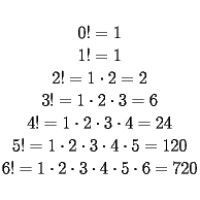 0! = 1
1! = 1
2! = 1 · 2 = 2
3! = 1 · 2 · 3 = 6
4! = 1 · 2 · 3 · 4 = 24
5! = 1 · 2 · 3 · 4 · 5 = 120
6! = 1 · 2 · 3 · 4 · 5 · 6 = 720